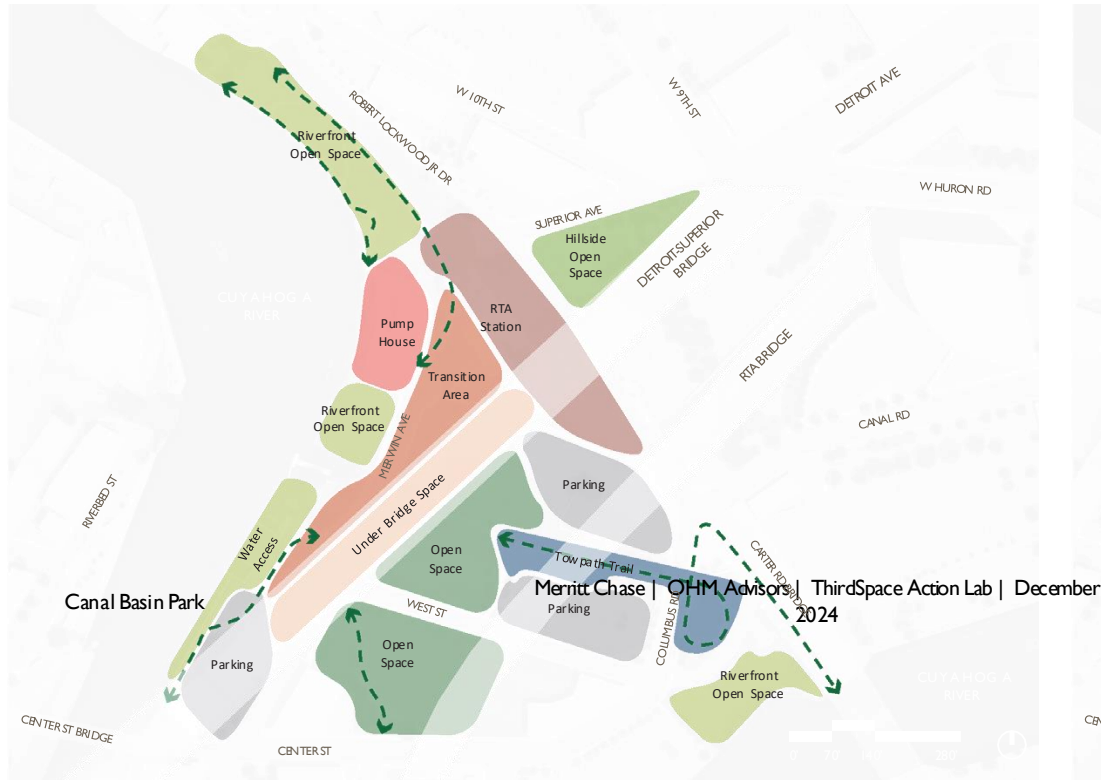 W 10TH ST
W 9TH ST
DETROIT AVE
ROBERT LOCKWOOD JR DR
Riverfront
Open Space
W HURON RD
SUPERIOR AVE
Hillside
Open
Space
DETROIT-SUPERIOR
BRIDGE
CUYAHOGA
RIVER
RTA
Station
Pump
House
RTA BRIDGE
Transition
Area
Riverfront
Open Space
MERWIN AVE
CANAL RD
RIVERBED ST
Under Bridge Space
Parking
Water
Access
Open
Space
Towpath Trail
CARTER RD BRIDGE
Canal Basin Park
Merritt Chase | OHM Advisors | ThirdSpace Action Lab | December
2024
WEST ST
Parking
COLUMBUS RD
Open
Space
Parking
Riverfront
Open Space
CUYAHOGA
RIVER
CENTER ST BRIDGE
CENTER ST
0 70 140 280
CEN